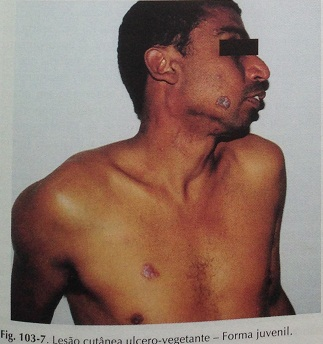 Fig. 103-7. Lesão cutânea ulcero-vegetante – Forma juvenil.